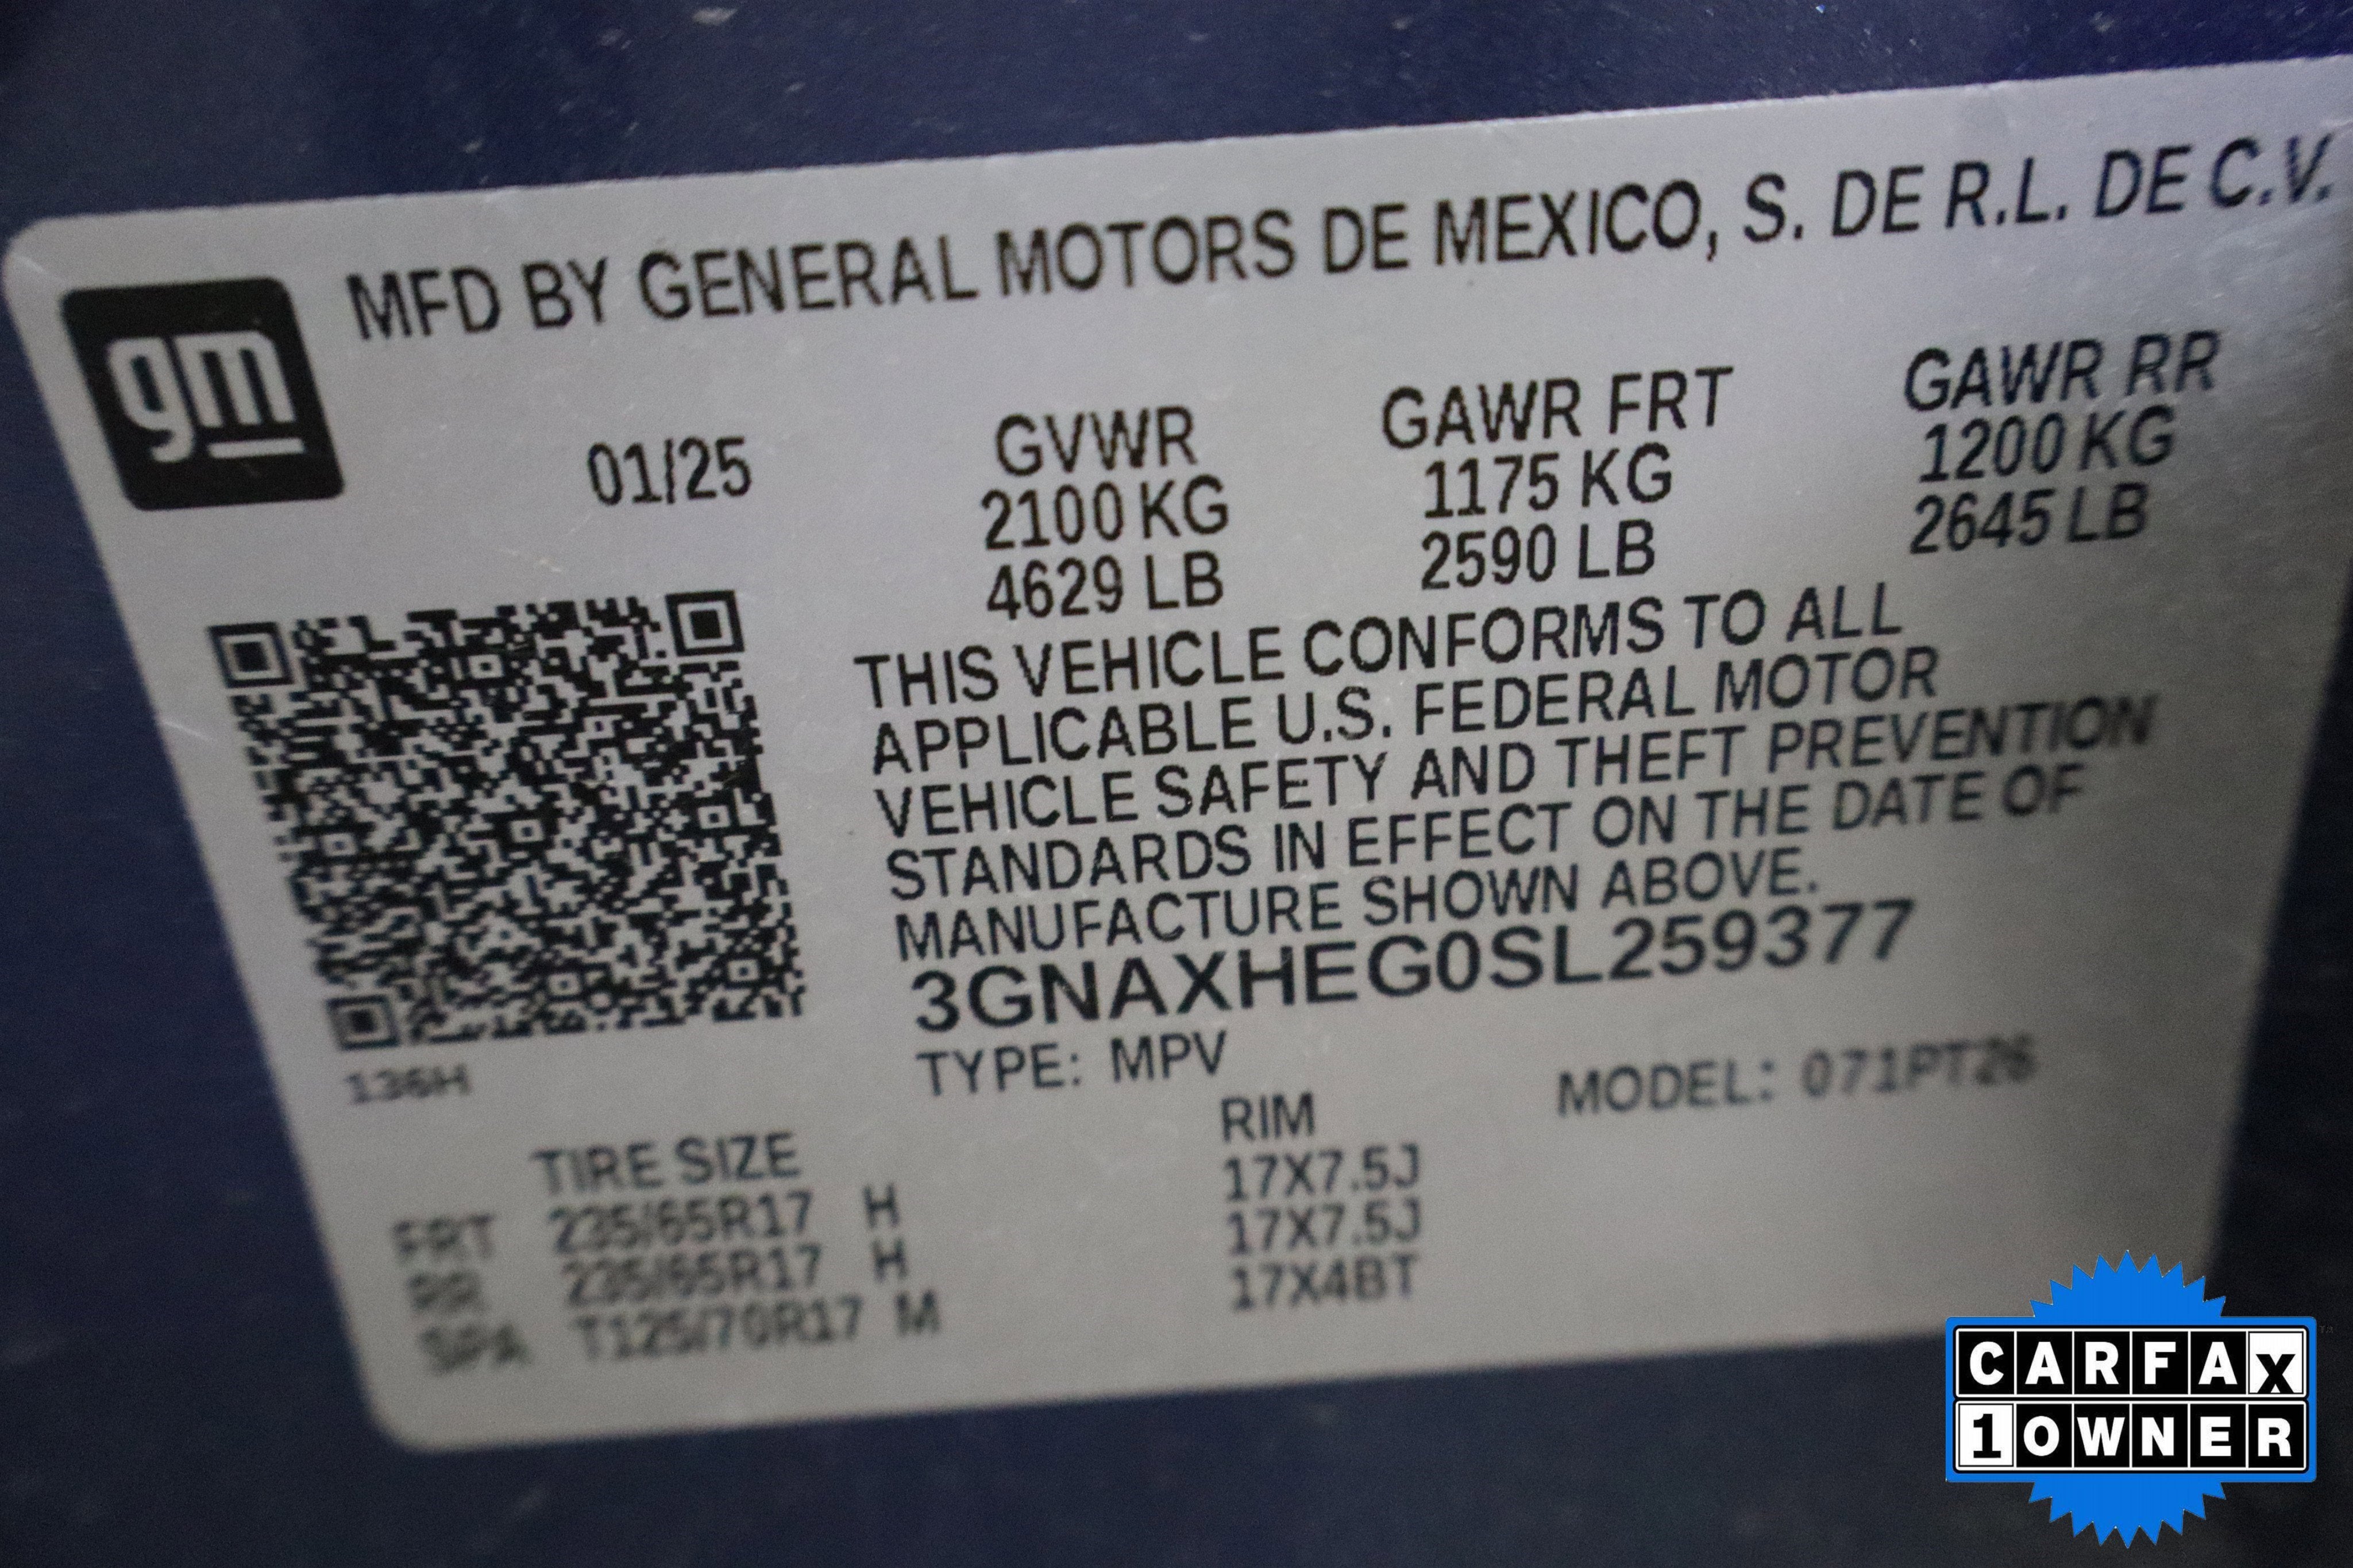 MFD BY GENERAL MOTORS DE MEXICO, S. DE R.L. DE C.V.
gm
01/25
GVWR
2100 KG
4629 LB
GAWR FRT
1175 KG
2590 LB
GAWR RR
1200 KG
2645 LB
THIS VEHICLE CONFORMS TO ALL
APPLICABLE U.S. FEDERAL MOTOR
VEHICLE SAFETY AND THEFT PREVENTION
STANDARDS IN EFFECT ON THE DATE OF
MANUFACTURE SHOWN ABOVE.
3GNAXHEG0SL259377
136H
TYPE: MPV
MODEL: 071PT26
TIRE SIZE
RIM
FRT 235/65R17 H 17X7.5J
RR 235/65R17 H 17X7.5J
SPA T125/70R17 M 17X4BT
CARFAX
1 OWNER